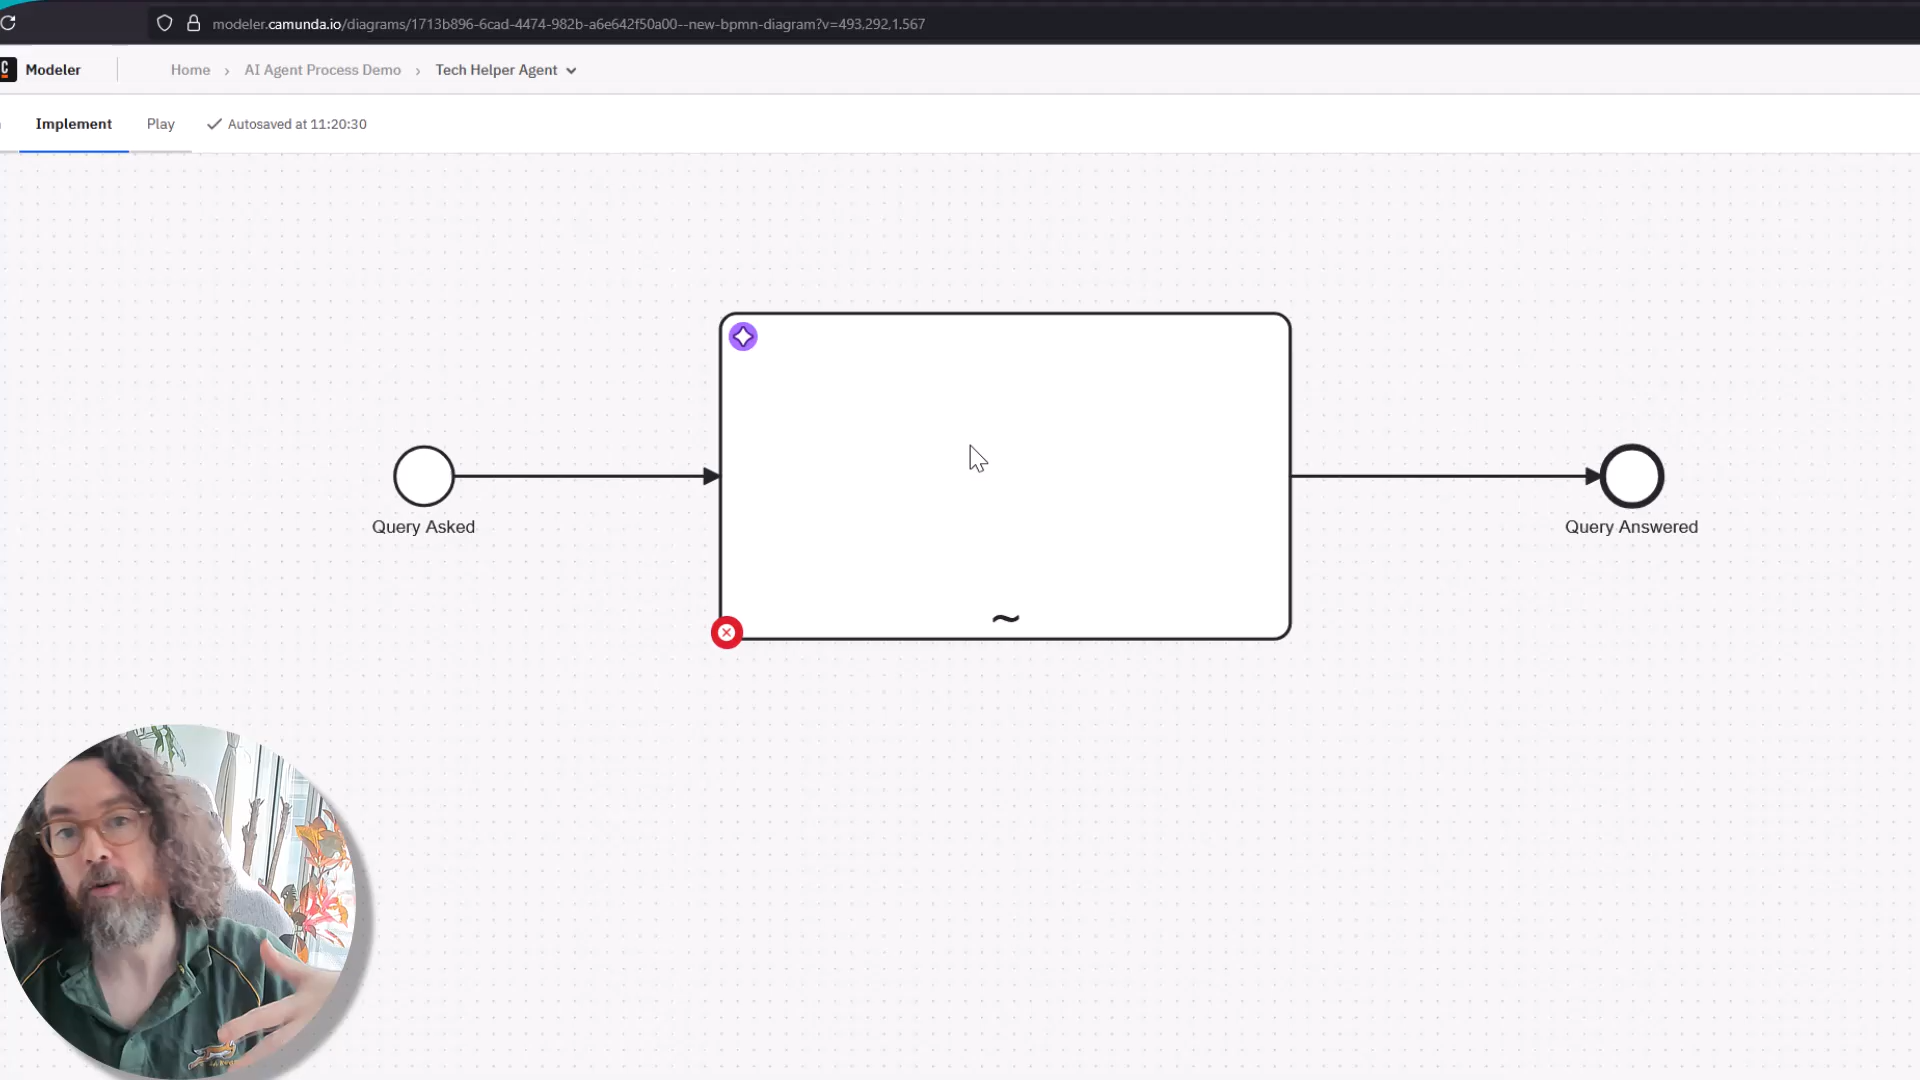 modeler.camunda.io/diagrams/1713b896-6cad-4474-982b-a6e642f50a00--new-bpmn-diagram?v=493,292,1.567
C Modeler Home › AI Agent Process Demo › Tech Helper Agent
Implement Play Autosaved at 11:20:30
Query Asked
~
Query Answered